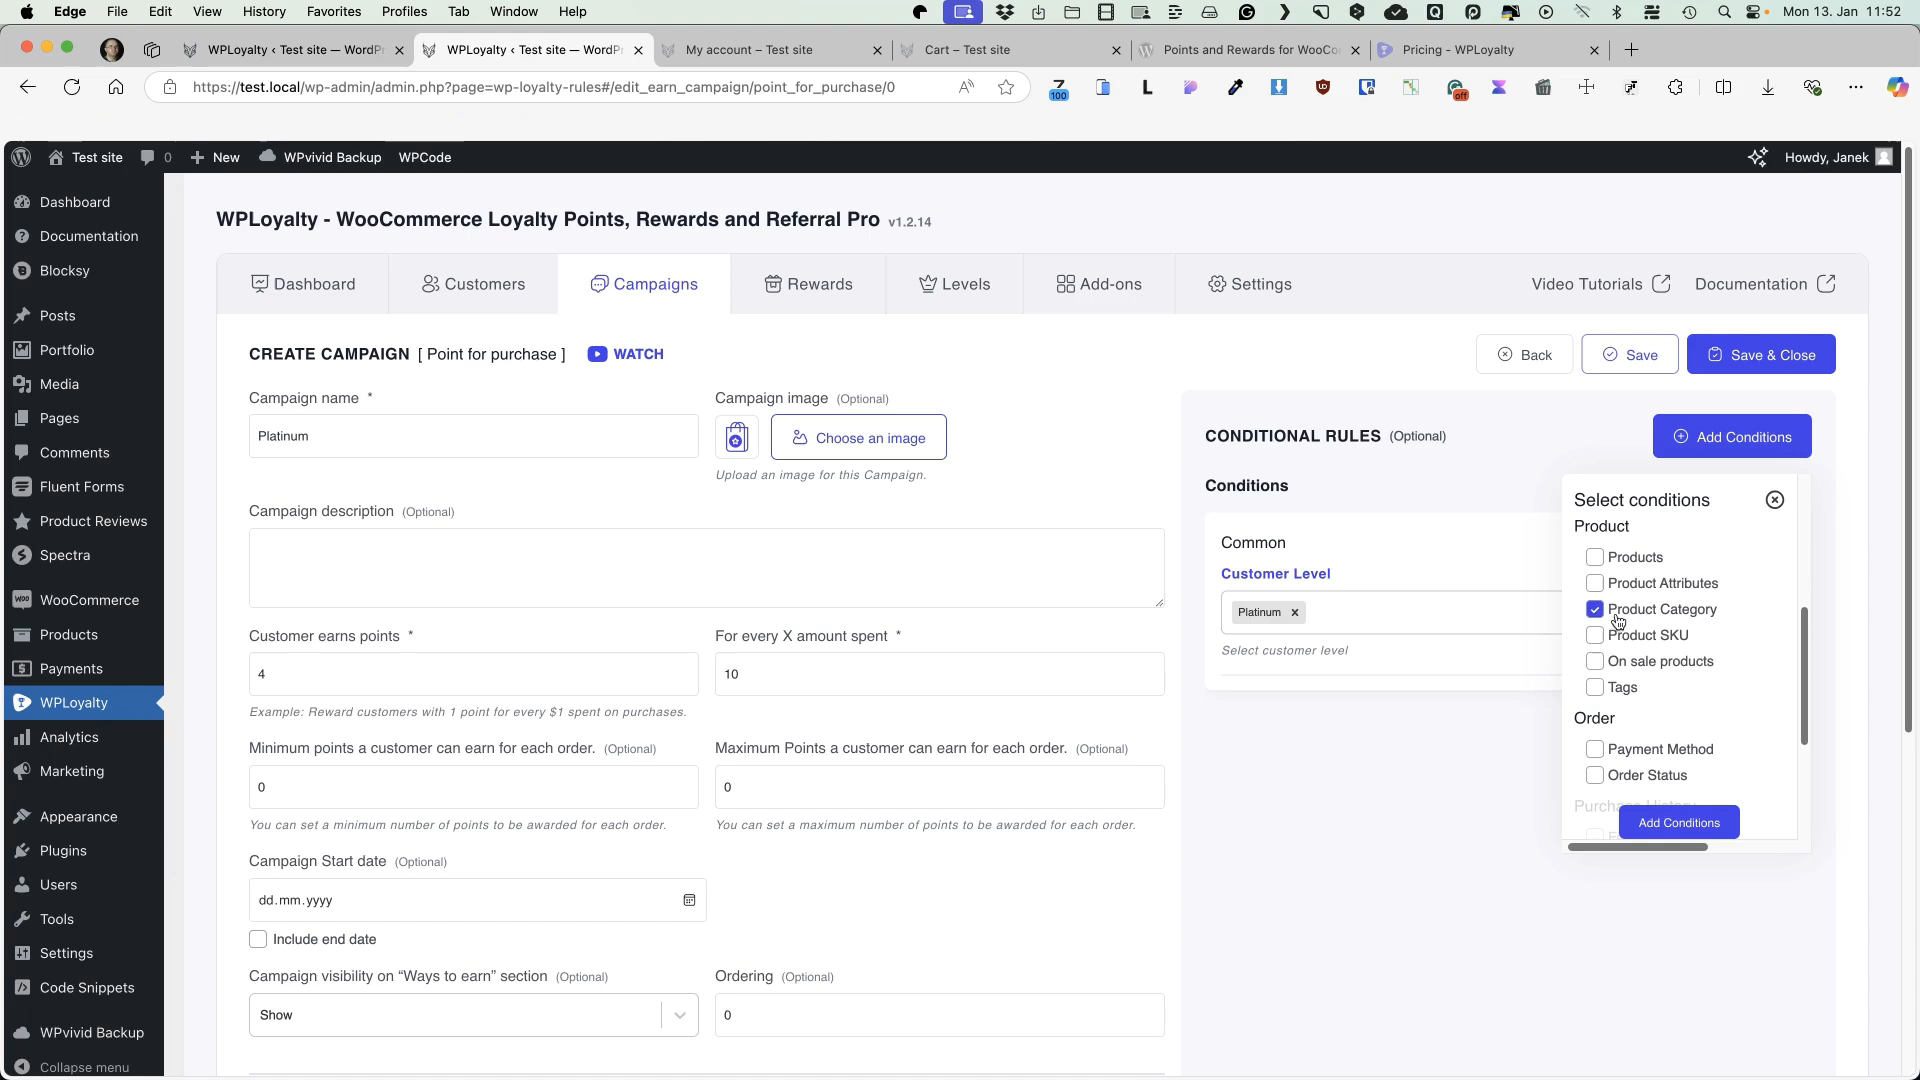 Edge File Edit View History Favorites Profiles Tab Window Help Mon 13. Jan 11:52
WPLoyalty ‹ Test site — WordPr
WPLoyalty ‹ Test site — WordPr
My account – Test site
Cart – Test site
Points and Rewards for WooCo
Pricing - WPLoyalty
https://test.local/wp-admin/admin.php?page=wp-loyalty-rules#/edit_earn_campaign/point_for_purchase/0
100
off
Test site 0 New WPvivid Backup WPCode Howdy, Janek
Dashboard
Documentation
Blocksy
Posts
Portfolio
Media
Pages
Comments
Fluent Forms
Product Reviews
Spectra
WooCommerce
Products
Payments
WPLoyalty
Analytics
Marketing
Appearance
Plugins
Users
Tools
Settings
Code Snippets
WPvivid Backup
Collapse menu
WPLoyalty - WooCommerce Loyalty Points, Rewards and Referral Pro v1.2.14
Dashboard Customers Campaigns Rewards Levels Add-ons Settings Video Tutorials Documentation
CREATE CAMPAIGN [ Point for purchase ] WATCH
Back Save Save & Close
Campaign name *
Platinum
Campaign image (Optional)
Choose an image
Upload an image for this Campaign.
Campaign description (Optional)
Customer earns points *
4
Example: Reward customers with 1 point for every $1 spent on purchases.
For every X amount spent *
10
Minimum points a customer can earn for each order. (Optional)
0
You can set a minimum number of points to be awarded for each order.
Maximum Points a customer can earn for each order. (Optional)
0
You can set a maximum number of points to be awarded for each order.
Campaign Start date (Optional)
dd.mm.yyyy
Include end date
Campaign visibility on “Ways to earn” section (Optional)
Show
Ordering (Optional)
0
CONDITIONAL RULES (Optional)
Add Conditions
Conditions
Common
Customer Level
Platinum
Select customer level
Select conditions
Product
Products
Product Attributes
Product Category
Product SKU
On sale products
Tags
Order
Payment Method
Order Status
Add Conditions